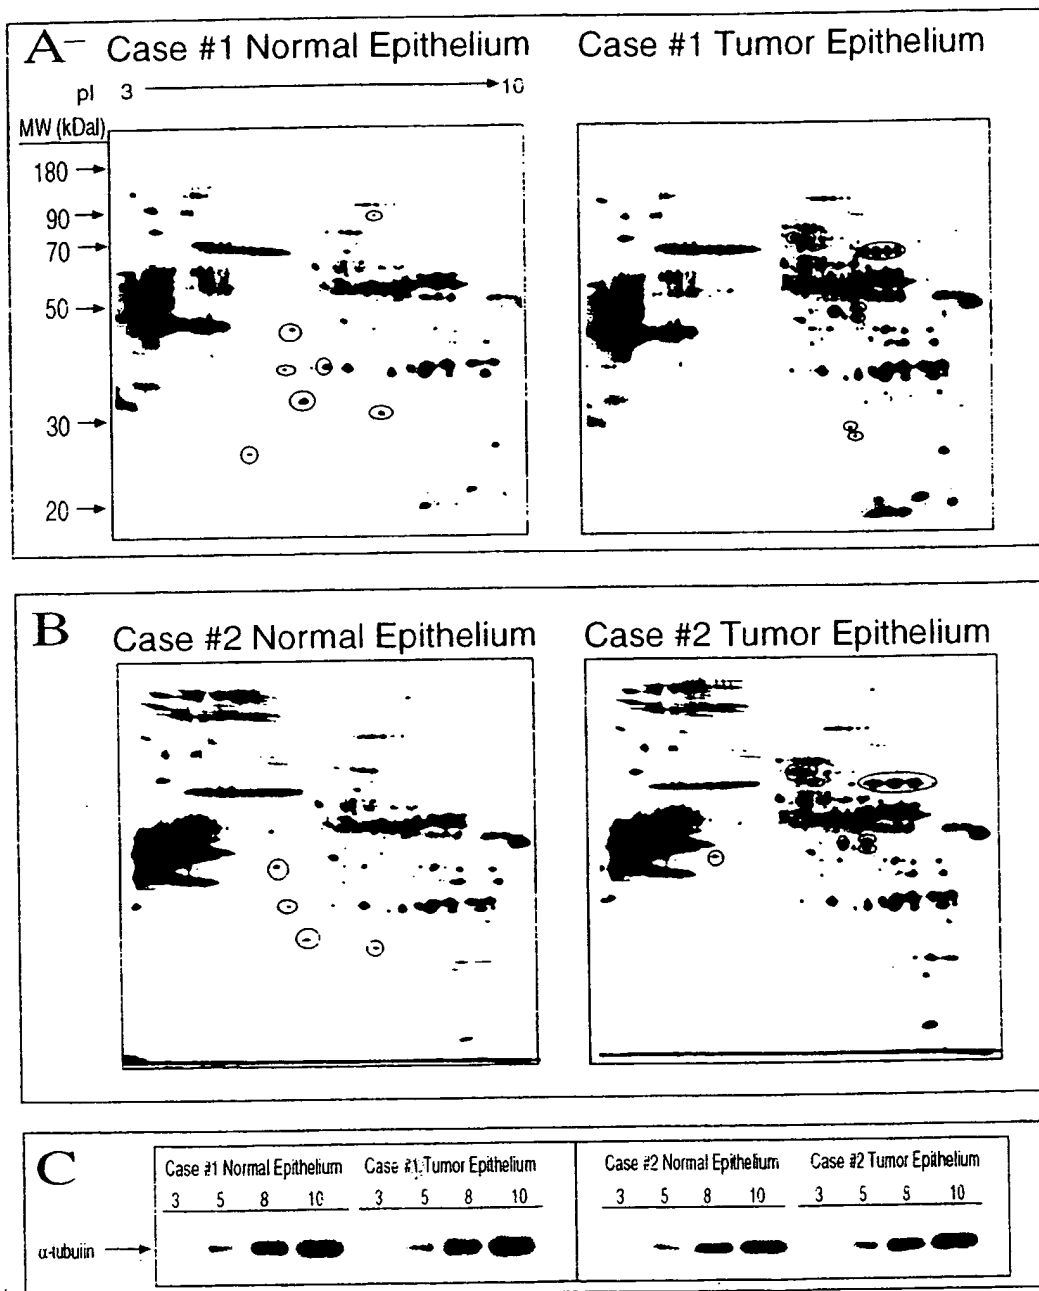 A Case #1 Normal Epithelium Case #1 Tumor Epithelium
pI 3 10
MW (kDal)
180
90
70
50
30
20
B Case #2 Normal Epithelium Case #2 Tumor Epithelium
C Case #1 Normal Epithelium Case #1 Tumor Epithelium Case #2 Normal Epithelium Case #2 Tumor Epithelium
3 5 8 10 3 5 8 10 3 5 8 10 3 5 8 10
α-tubulin